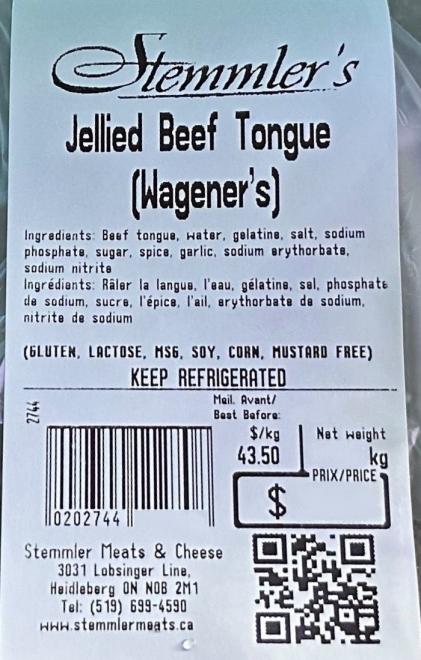 Stemmler's
Jellied Beef Tongue
(Wagener's)
Ingredients: Beef tongue, water, gelatine, salt, sodium
phosphate, sugar, spice, garlic, sodium erythorbate,
sodium nitrite
Ingrédients: Râler la langue, l'eau, gélatine, sel, phosphate
de sodium, sucre, l'épice, l'ail, erythorbate de sodium,
nitrite de sodium
(GLUTEN, LACTOSE, MSG, SOY, CORN, MUSTARD FREE)
KEEP REFRIGERATED
2744
Meil. Avant/
Best Before:
$/kg
43.50
Net Weight
kg
PRIX/PRICE
$
0202744
Stemmler Meats & Cheese
3031 Lobsinger Line,
Heidleberg ON N0B 2M1
Tel: (519) 699-4590
www.stemmlermeats.ca